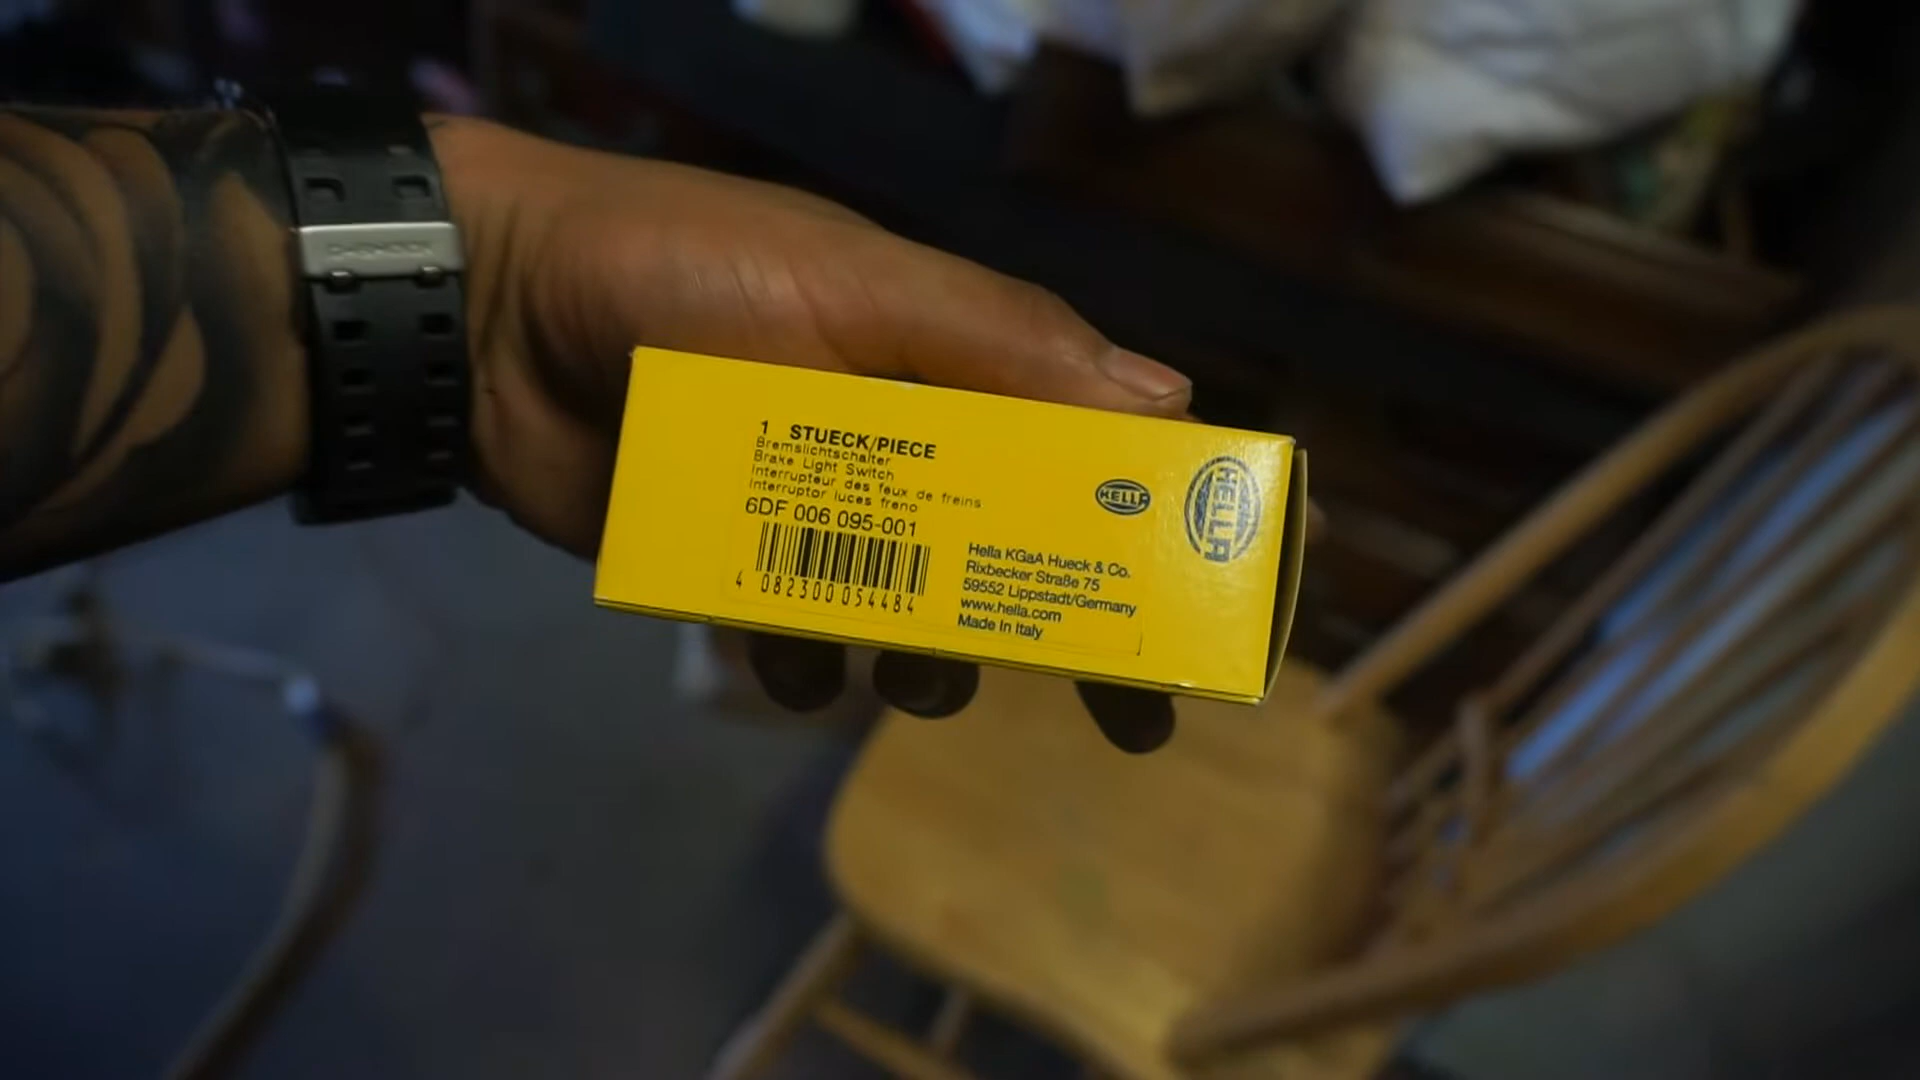 G-SHOCK
1 STUECK/PIECE
Bremslichtschalter
Brake Light Switch
Interrupteur des feux de freins
Interruptor luces freno
6DF 006 095-001
4 082300 054484
HELLA
HELLA
Hella KGaA Hueck & Co.
Rixbecker Straße 75
59552 Lippstadt/Germany
www.hella.com
Made In Italy